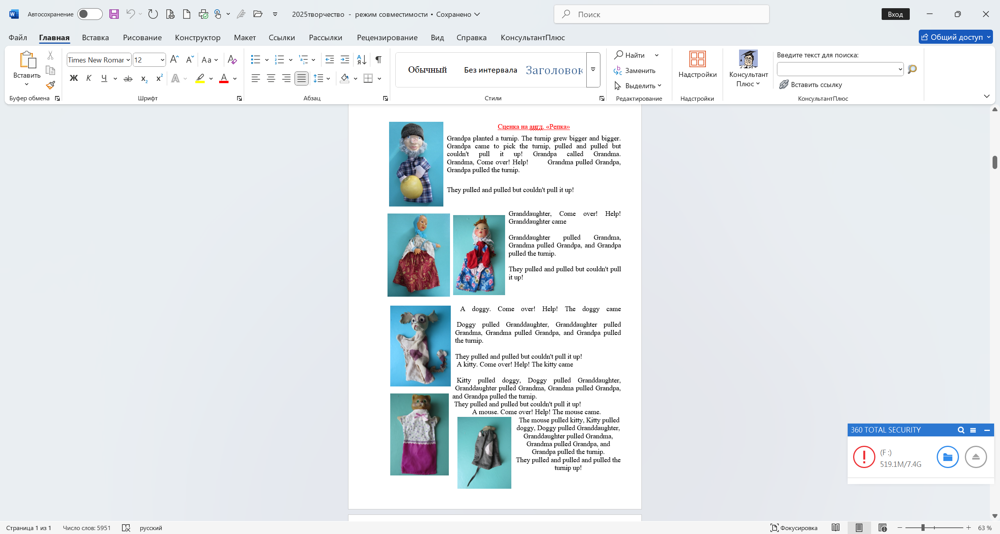 Автосохранение
2025творчество - режим совместимости • Сохранено
Поиск
Вход
Файл Главная Вставка Рисование Конструктор Макет Ссылки Рассылки Рецензирование Вид Справка КонсультантПлюс
Общий доступ
Вставить
Буфер обмена
Times New Roman 12
Ж К Ч ab x₂ x²
Шрифт
Абзац
Обычный Без интервала Заголовок
Стили
Найти
Заменить
Выделить
Редактирование
Надстройки
Надстройки
Консультант
Плюс
Введите текст для поиска:
Вставить ссылку
КонсультантПлюс
Сценка на англ. «Репка»
Grandpa planted a turnip. The turnip grew bigger and bigger.
Grandpa came to pick the turnip, pulled and pulled but
couldn't pull it up! Grandpa called Grandma.
Grandma, Come over! Help! Grandma pulled Grandpa,
Grandpa pulled the turnip.
They pulled and pulled but couldn't pull it up!
Granddaughter, Come over! Help!
Granddaughter came
Granddaughter pulled Grandma,
Grandma pulled Grandpa, and Grandpa
pulled the turnip.
They pulled and pulled but couldn't pull
it up!
A doggy. Come over! Help! The doggy came
Doggy pulled Granddaughter, Granddaughter pulled
Grandma, Grandma pulled Grandpa, and Grandpa pulled
the turnip.
They pulled and pulled but couldn't pull it up!
A kitty. Come over! Help! The kitty came
Kitty pulled doggy, Doggy pulled Granddaughter,
Granddaughter pulled Grandma, Grandma pulled Grandpa,
and Grandpa pulled the turnip.
They pulled and pulled but couldn't pull it up!
A mouse. Come over! Help! The mouse came.
The mouse pulled kitty, Kitty pulled
doggy, Doggy pulled Granddaughter,
Granddaughter pulled Grandma,
Grandma pulled Grandpa, and
Grandpa pulled the turnip.
They pulled and pulled and pulled the
turnip up!
360 TOTAL SECURITY
(F :)
519.1M/7.4G
Страница 1 из 1 Число слов: 5951 русский
Фокусировка
63 %